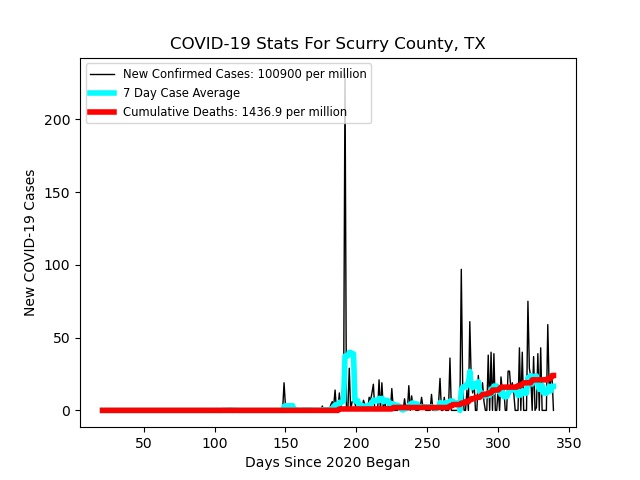 COVID-19 Stats For Scurry County, TX
New Confirmed Cases: 100900 per million
7 Day Case Average
Cumulative Deaths: 1436.9 per million
New COVID-19 Cases
200
150
100
50
0
50
100
150
200
250
300
350
Days Since 2020 Began